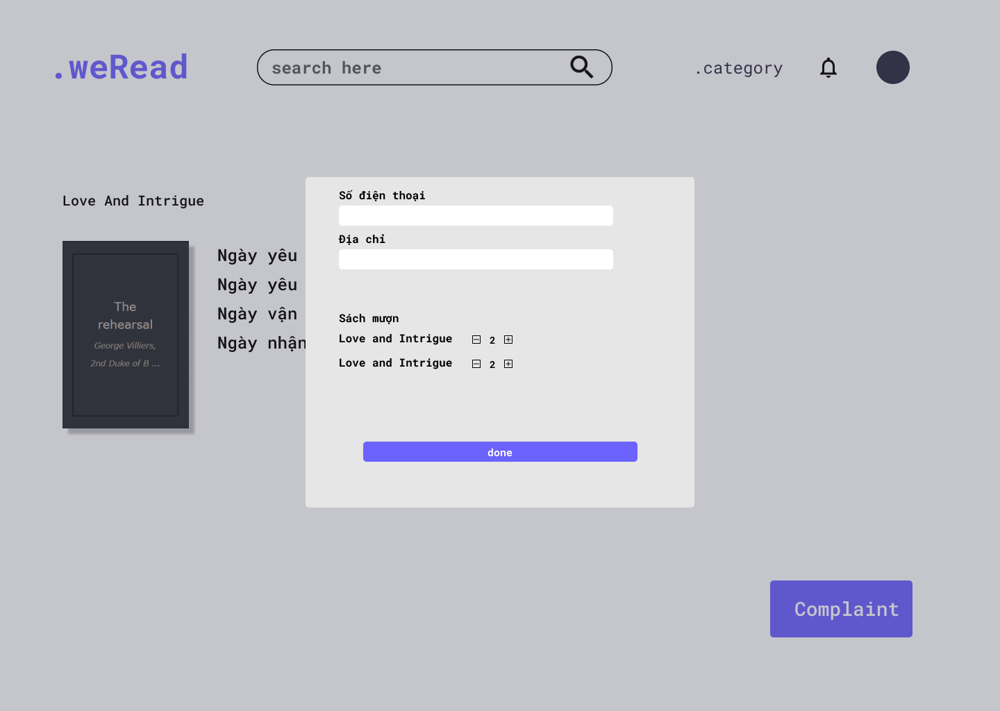 .weRead
search here
.category
Love And Intrigue
The
rehearsal
George Villiers,
2nd Duke of B ...
Ngày yêu
Ngày yêu
Ngày vận
Ngày nhận
Số điện thoại
Địa chỉ
Sách mượn
Love and Intrigue 2
Love and Intrigue 2
done
Complaint